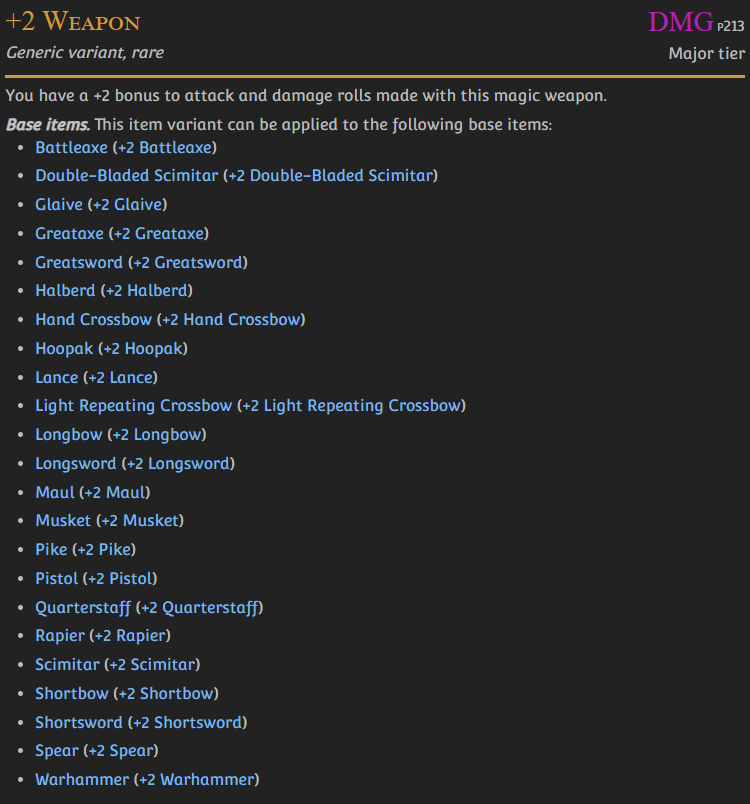 +2 Weapon
DMG p213
Generic variant, rare
Major tier
You have a +2 bonus to attack and damage rolls made with this magic weapon.
Base items. This item variant can be applied to the following base items:
• Battleaxe (+2 Battleaxe)
• Double-Bladed Scimitar (+2 Double-Bladed Scimitar)
• Glaive (+2 Glaive)
• Greataxe (+2 Greataxe)
• Greatsword (+2 Greatsword)
• Halberd (+2 Halberd)
• Hand Crossbow (+2 Hand Crossbow)
• Hoopak (+2 Hoopak)
• Lance (+2 Lance)
• Light Repeating Crossbow (+2 Light Repeating Crossbow)
• Longbow (+2 Longbow)
• Longsword (+2 Longsword)
• Maul (+2 Maul)
• Musket (+2 Musket)
• Pike (+2 Pike)
• Pistol (+2 Pistol)
• Quarterstaff (+2 Quarterstaff)
• Rapier (+2 Rapier)
• Scimitar (+2 Scimitar)
• Shortbow (+2 Shortbow)
• Shortsword (+2 Shortsword)
• Spear (+2 Spear)
• Warhammer (+2 Warhammer)